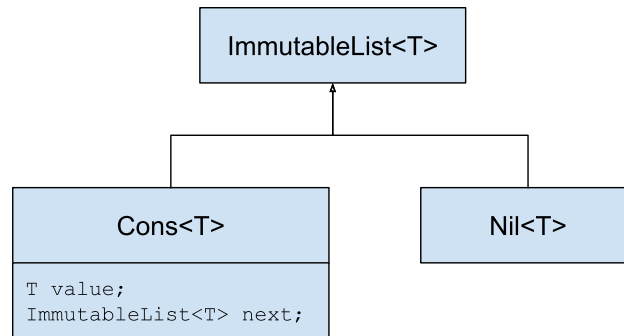 ImmutableList<T>
Cons<T>
Nil<T>
T value;
ImmutableList<T> next;